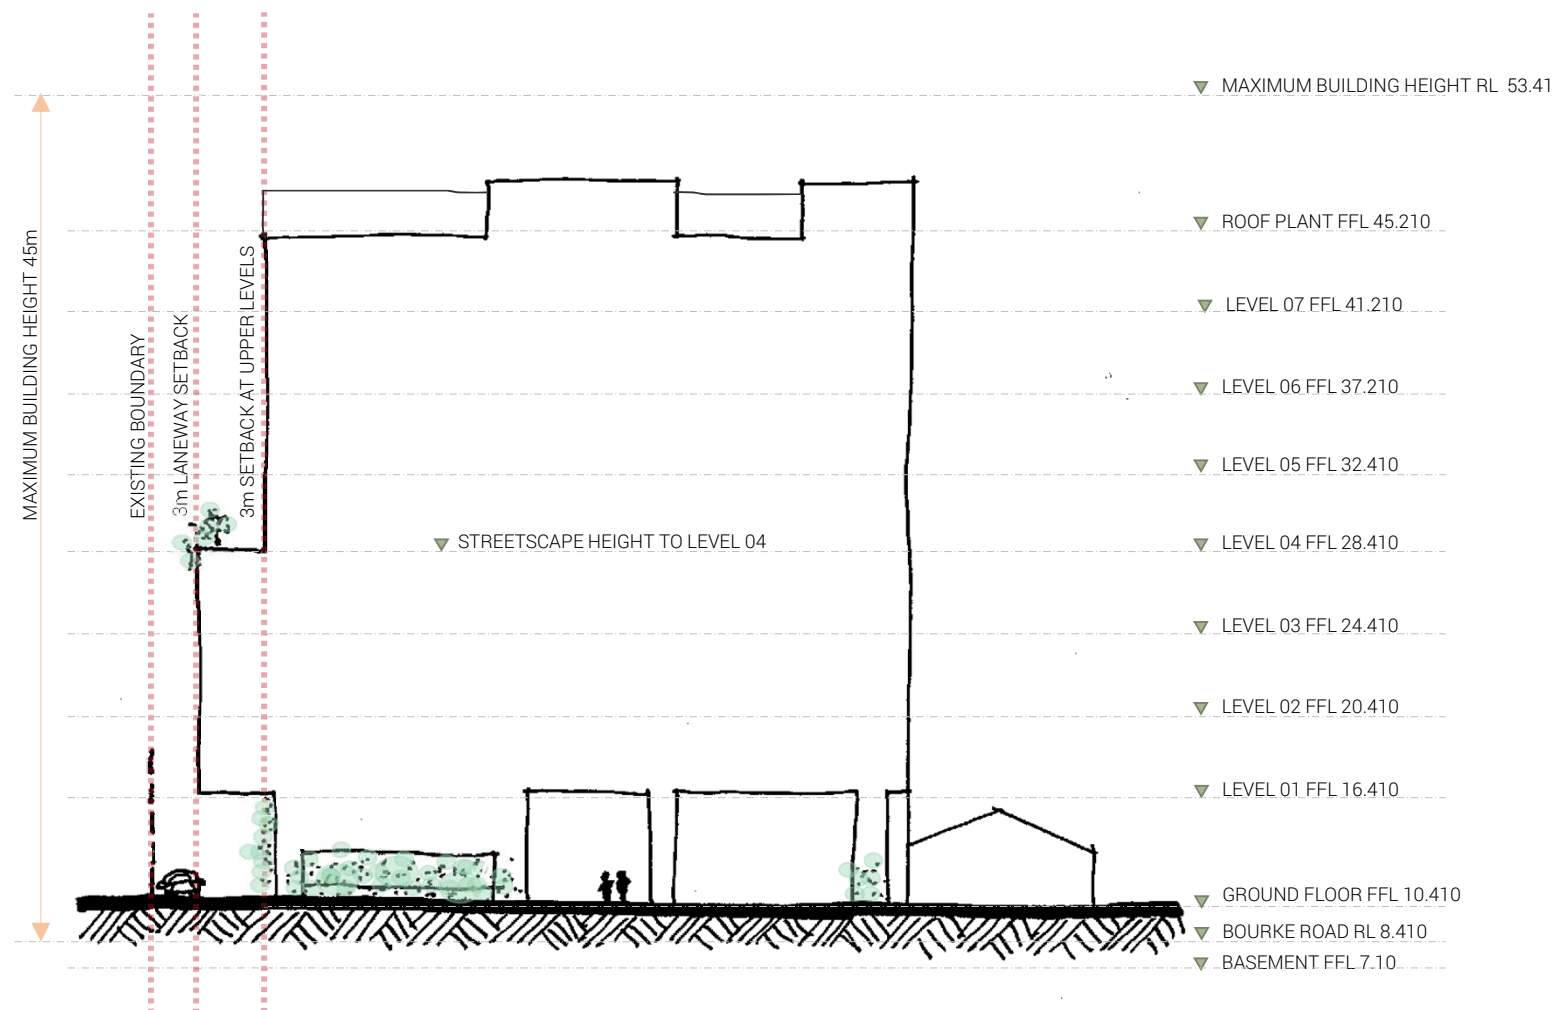 MAXIMUM BUILDING HEIGHT RL 53.41
ROOF PLANT FFL 45.210
LEVEL 07 FFL 41.210
LEVEL 06 FFL 37.210
LEVEL 05 FFL 32.410
STREETSCAPE HEIGHT TO LEVEL 04
LEVEL 04 FFL 28.410
LEVEL 03 FFL 24.410
LEVEL 02 FFL 20.410
LEVEL 01 FFL 16.410
GROUND FLOOR FFL 10.410
BOURKE ROAD RL 8.410
BASEMENT FFL 7.10
MAXIMUM BUILDING HEIGHT 45m
EXISTING BOUNDARY
3m LANEWAY SETBACK
3m SETBACK AT UPPER LEVELS